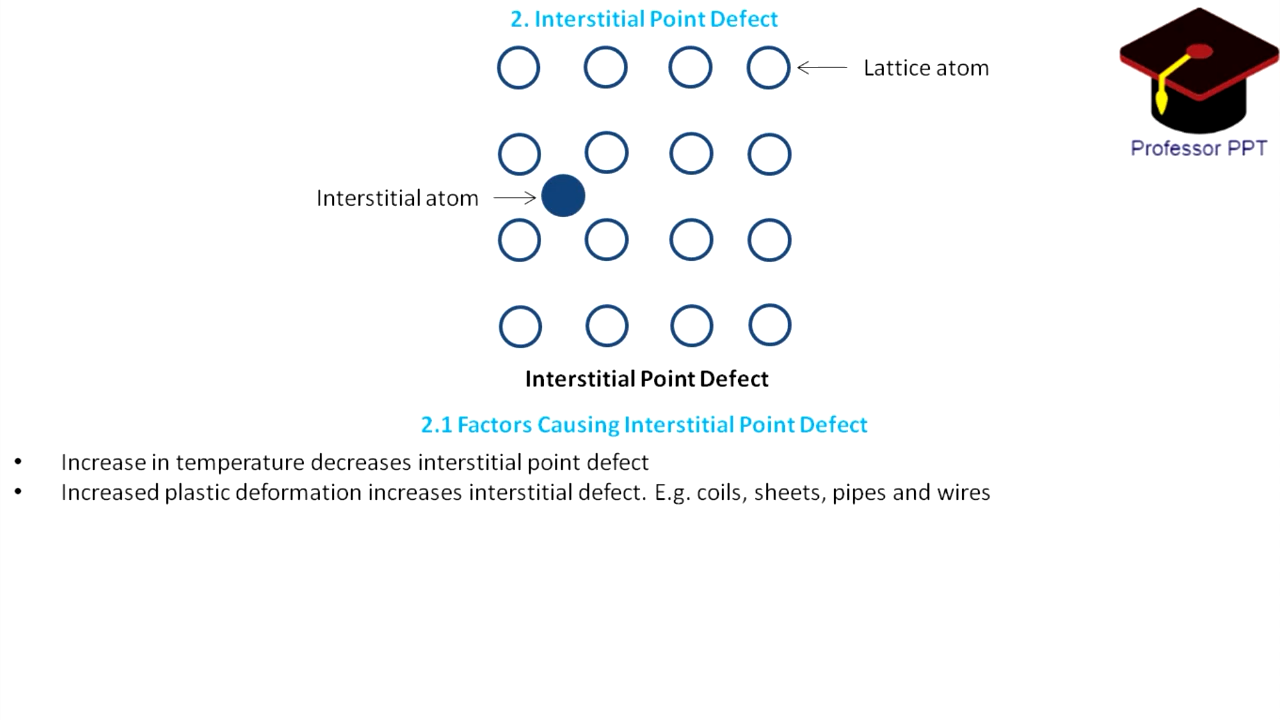 2. Interstitial Point Defect
Lattice atom
Professor PPT
Interstitial atom
Interstitial Point Defect
2.1 Factors Causing Interstitial Point Defect
• Increase in temperature decreases interstitial point defect
• Increased plastic deformation increases interstitial defect. E.g. coils, sheets, pipes and wires